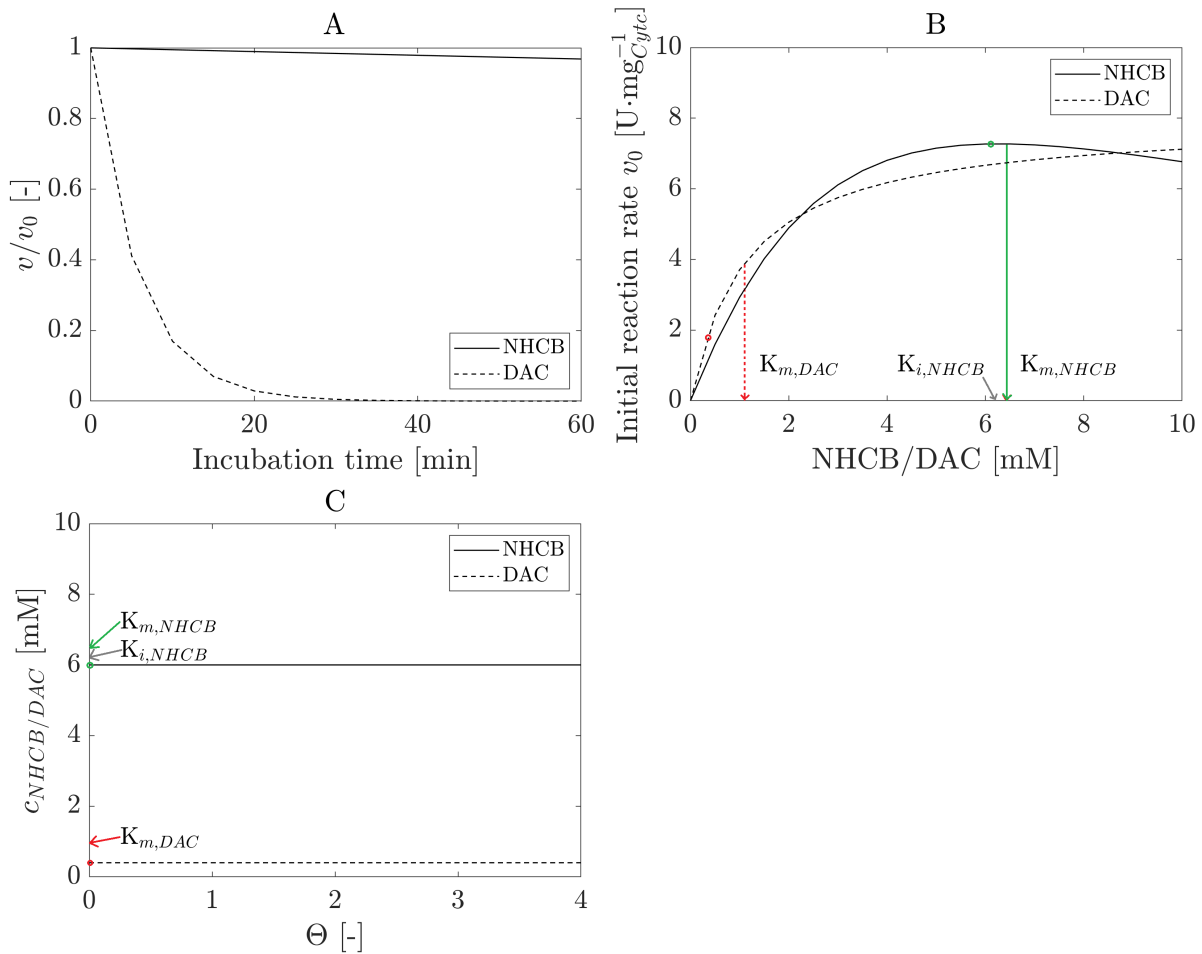 A
v/v0 [-]
1
0.8
0.6
0.4
0.2
0
NHCB
DAC
0
20
40
60
Incubation time [min]
B
Initial reaction rate v0 [U·mg−1Cytc]
10
8
6
4
2
0
NHCB
DAC
Km,DAC
Ki,NHCB
Km,NHCB
0
2
4
6
8
10
NHCB/DAC [mM]
C
cNHCB/DAC [mM]
10
8
6
4
2
0
NHCB
DAC
Km,NHCB
Ki,NHCB
Km,DAC
0
1
2
3
4
Θ [-]